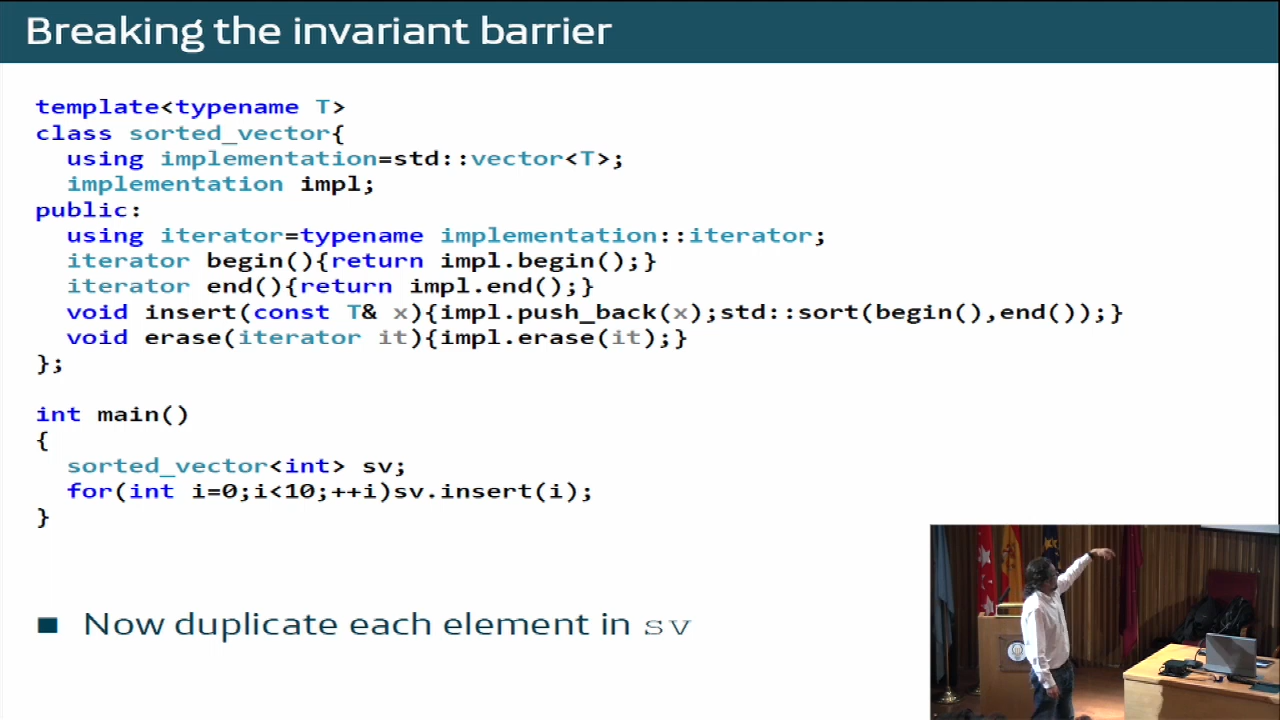 Breaking the invariant barrier
template<typename T>
class sorted_vector{
  using implementation=std::vector<T>;
  implementation impl;
public:
  using iterator=typename implementation::iterator;
  iterator begin(){return impl.begin();}
  iterator end(){return impl.end();}
  void insert(const T& x){impl.push_back(x);std::sort(begin(),end());}
  void erase(iterator it){impl.erase(it);}
};
int main()
{
  sorted_vector<int> sv;
  for(int i=0;i<10;++i)sv.insert(i);
}
■ Now duplicate each element in sv